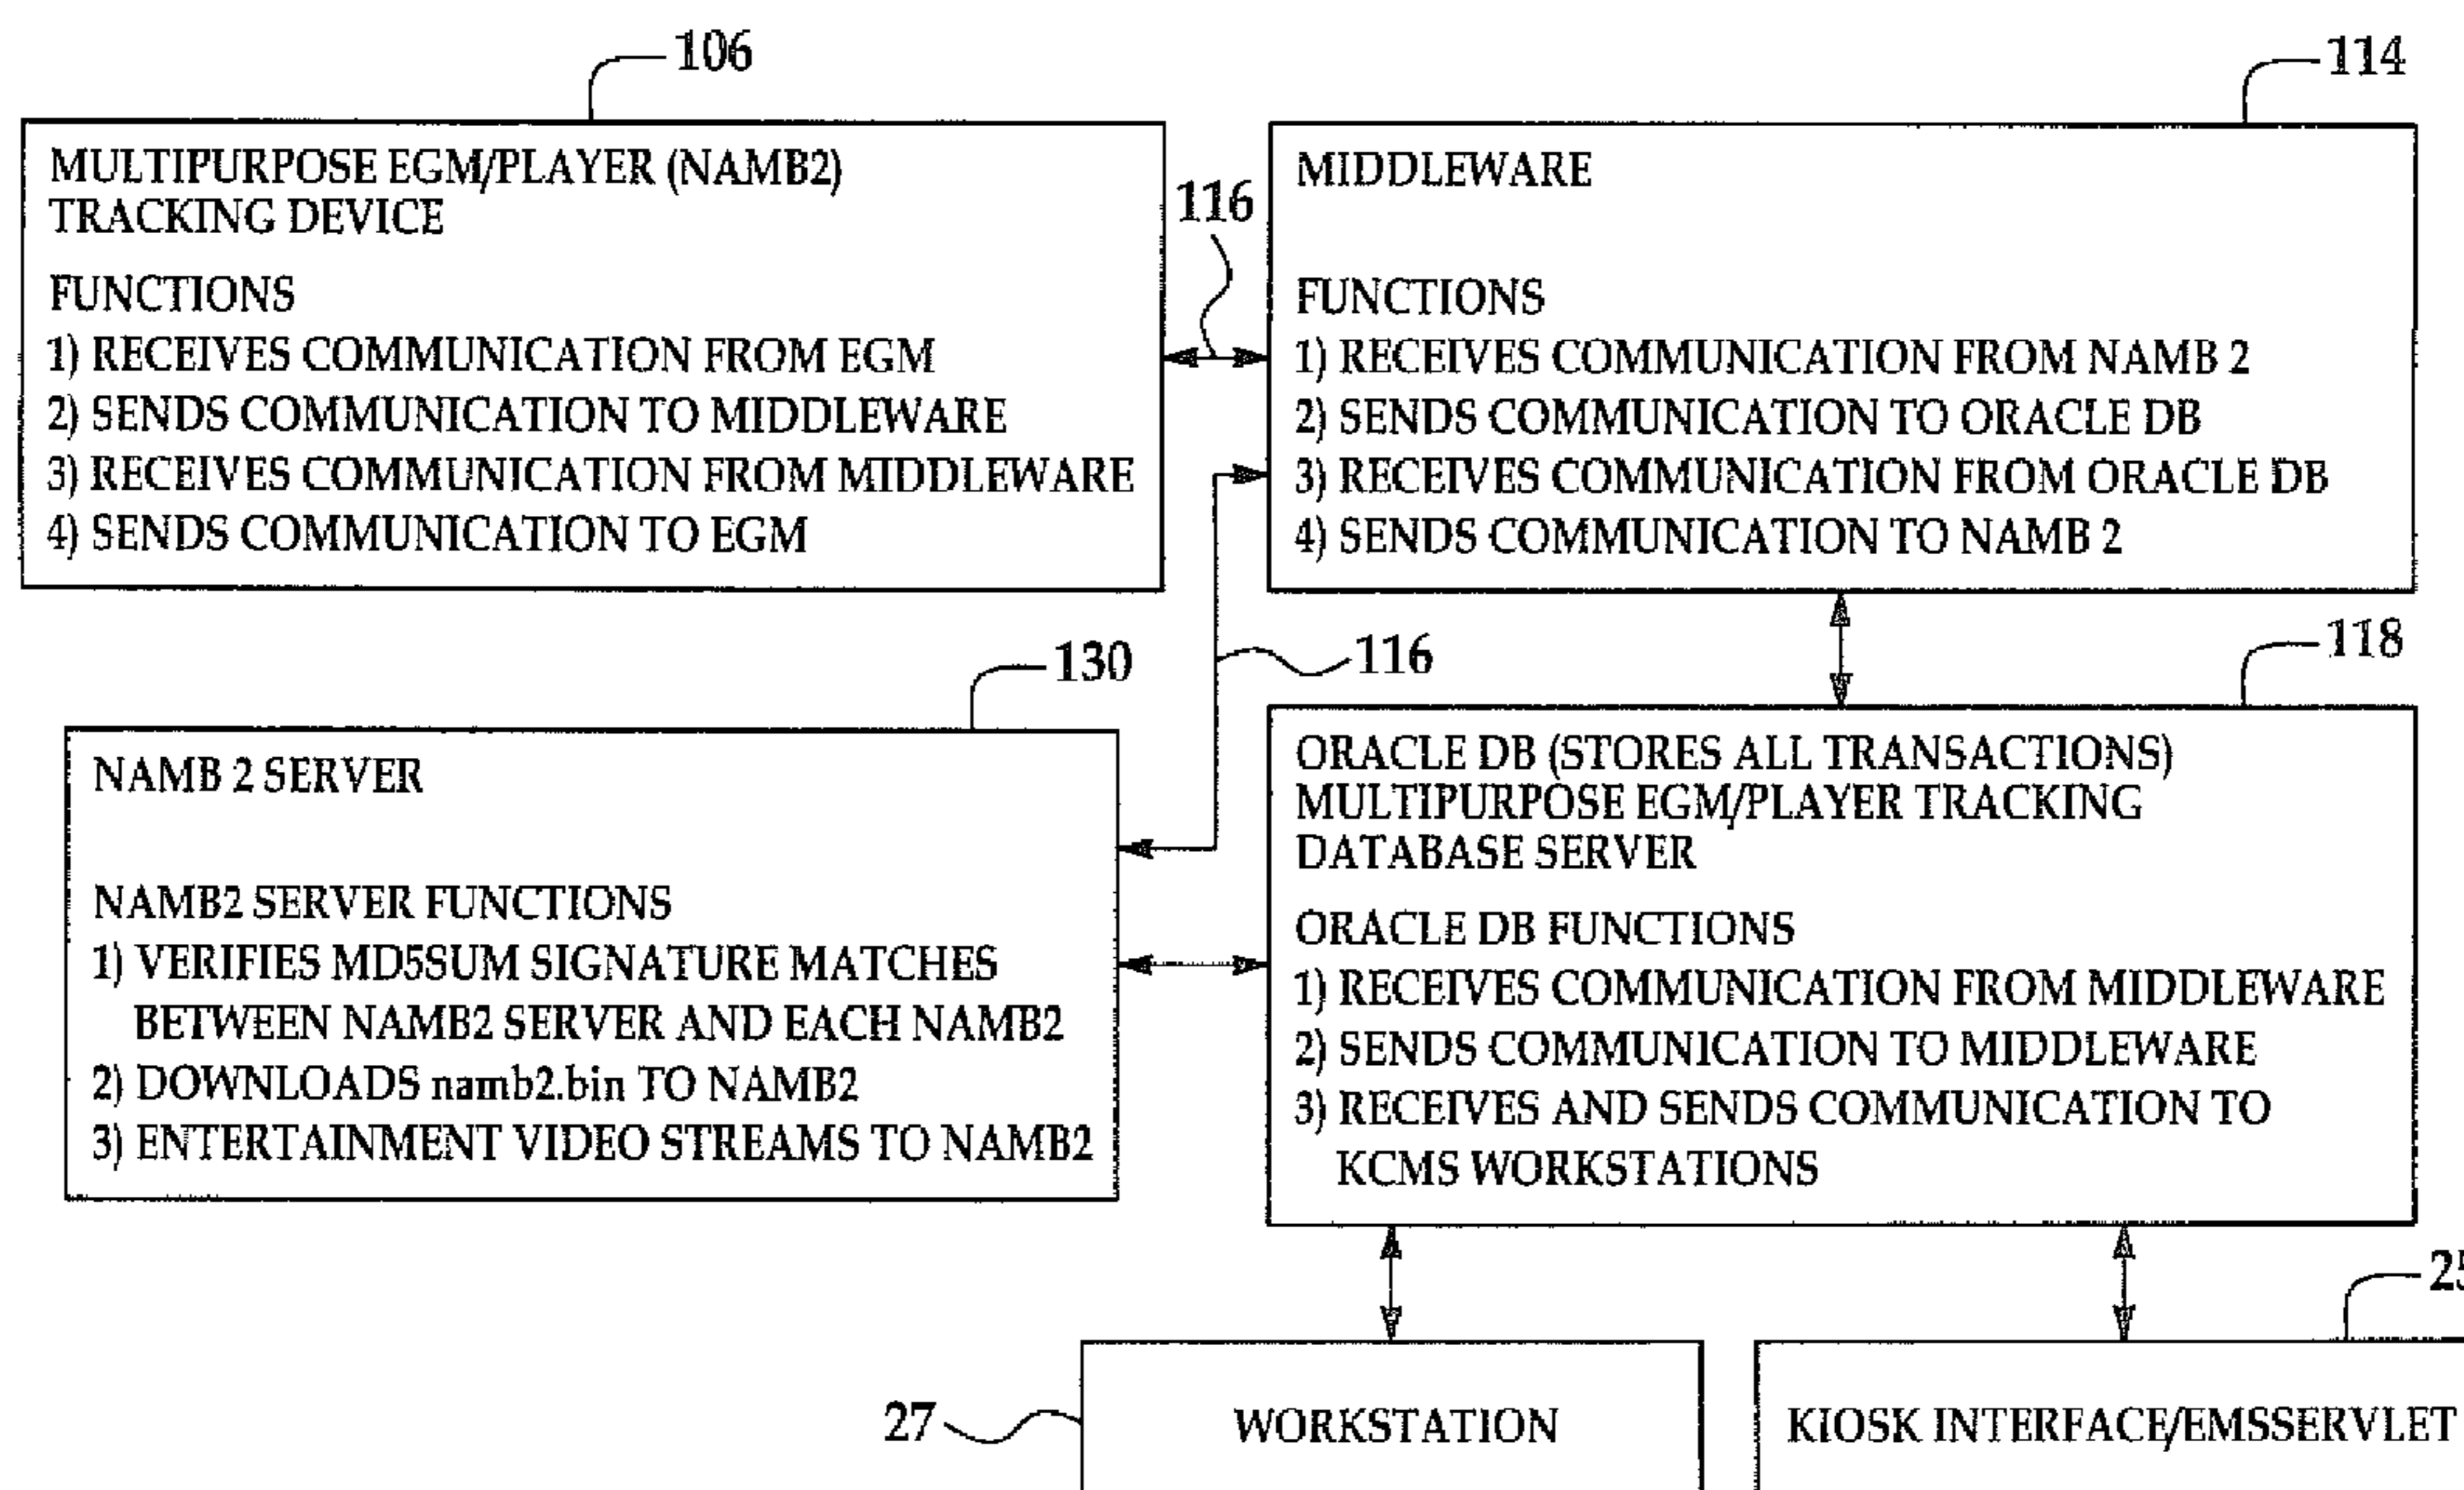 106
MULTIPURPOSE EGM/PLAYER (NAMB2)
TRACKING DEVICE
FUNCTIONS
1) RECEIVES COMMUNICATION FROM EGM
2) SENDS COMMUNICATION TO MIDDLEWARE
3) RECEIVES COMMUNICATION FROM MIDDLEWARE
4) SENDS COMMUNICATION TO EGM
116
114
MIDDLEWARE
FUNCTIONS
1) RECEIVES COMMUNICATION FROM NAMB 2
2) SENDS COMMUNICATION TO ORACLE DB
3) RECEIVES COMMUNICATION FROM ORACLE DB
4) SENDS COMMUNICATION TO NAMB 2
130
NAMB 2 SERVER
NAMB2 SERVER FUNCTIONS
1) VERIFIES MD5SUM SIGNATURE MATCHES
BETWEEN NAMB2 SERVER AND EACH NAMB2
2) DOWNLOADS namb2.bin TO NAMB2
3) ENTERTAINMENT VIDEO STREAMS TO NAMB2
116
118
ORACLE DB (STORES ALL TRANSACTIONS)
MULTIPURPOSE EGM/PLAYER TRACKING
DATABASE SERVER
ORACLE DB FUNCTIONS
1) RECEIVES COMMUNICATION FROM MIDDLEWARE
2) SENDS COMMUNICATION TO MIDDLEWARE
3) RECEIVES AND SENDS COMMUNICATION TO
KCMS WORKSTATIONS
27
WORKSTATION
25
KIOSK INTERFACE/EMSSERVLET